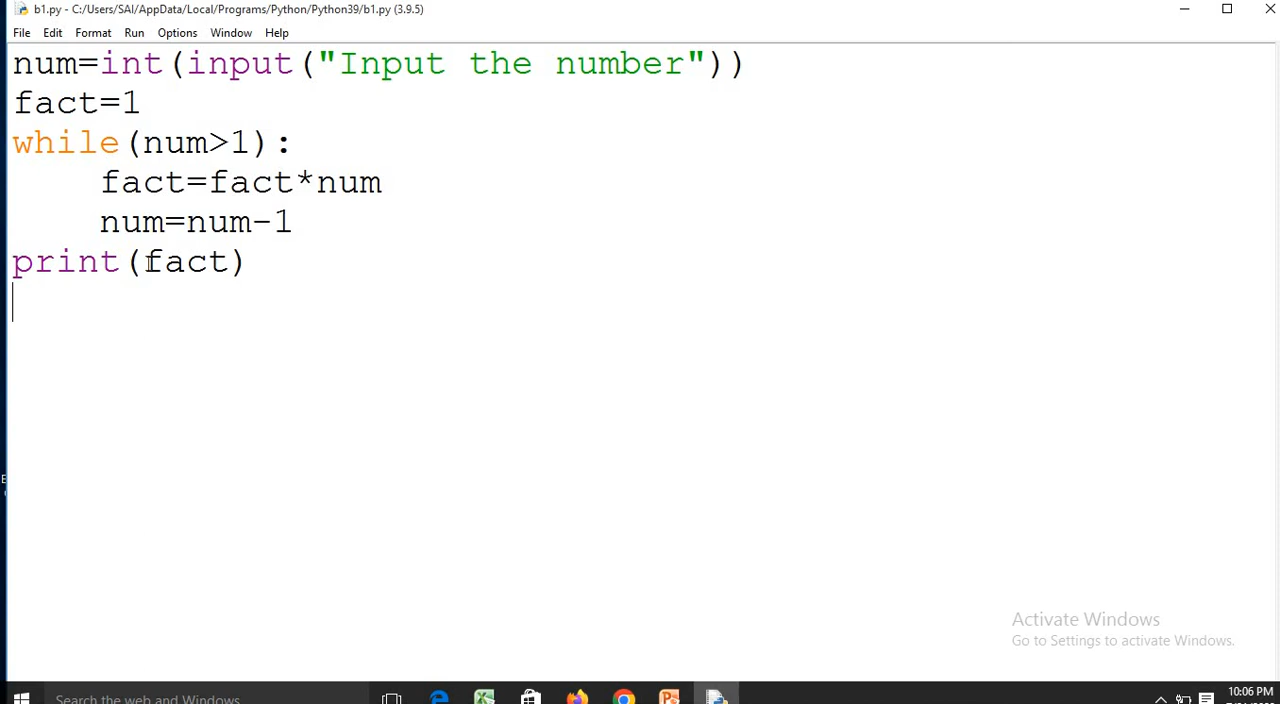 b1.py - C:/Users/SAI/AppData/Local/Programs/Python/Python39/b1.py (3.9.5)
File Edit Format Run Options Window Help
num=int(input("Input the number"))
fact=1
while(num>1):
    fact=fact*num
    num=num-1
print(fact)
Activate Windows
Go to Settings to activate Windows.
Search the web and Windows
10:06 PM